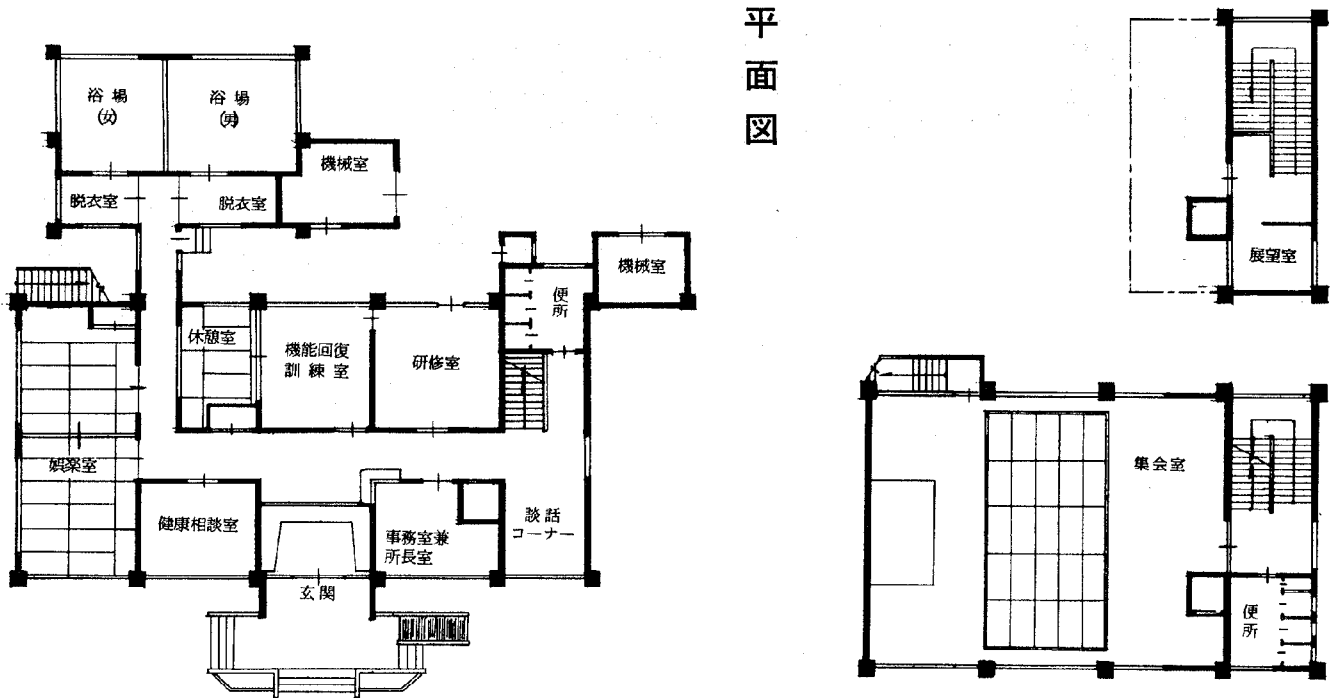 平面図
浴場
(女)
浴場
(男)
機械室
脱衣室
脱衣室
機械室
便所
休憩室
機能回復
訓練室
研修室
娯楽室
健康相談室
事務室兼
所長室
談話
コーナー
玄関
展望室
集会室
便所